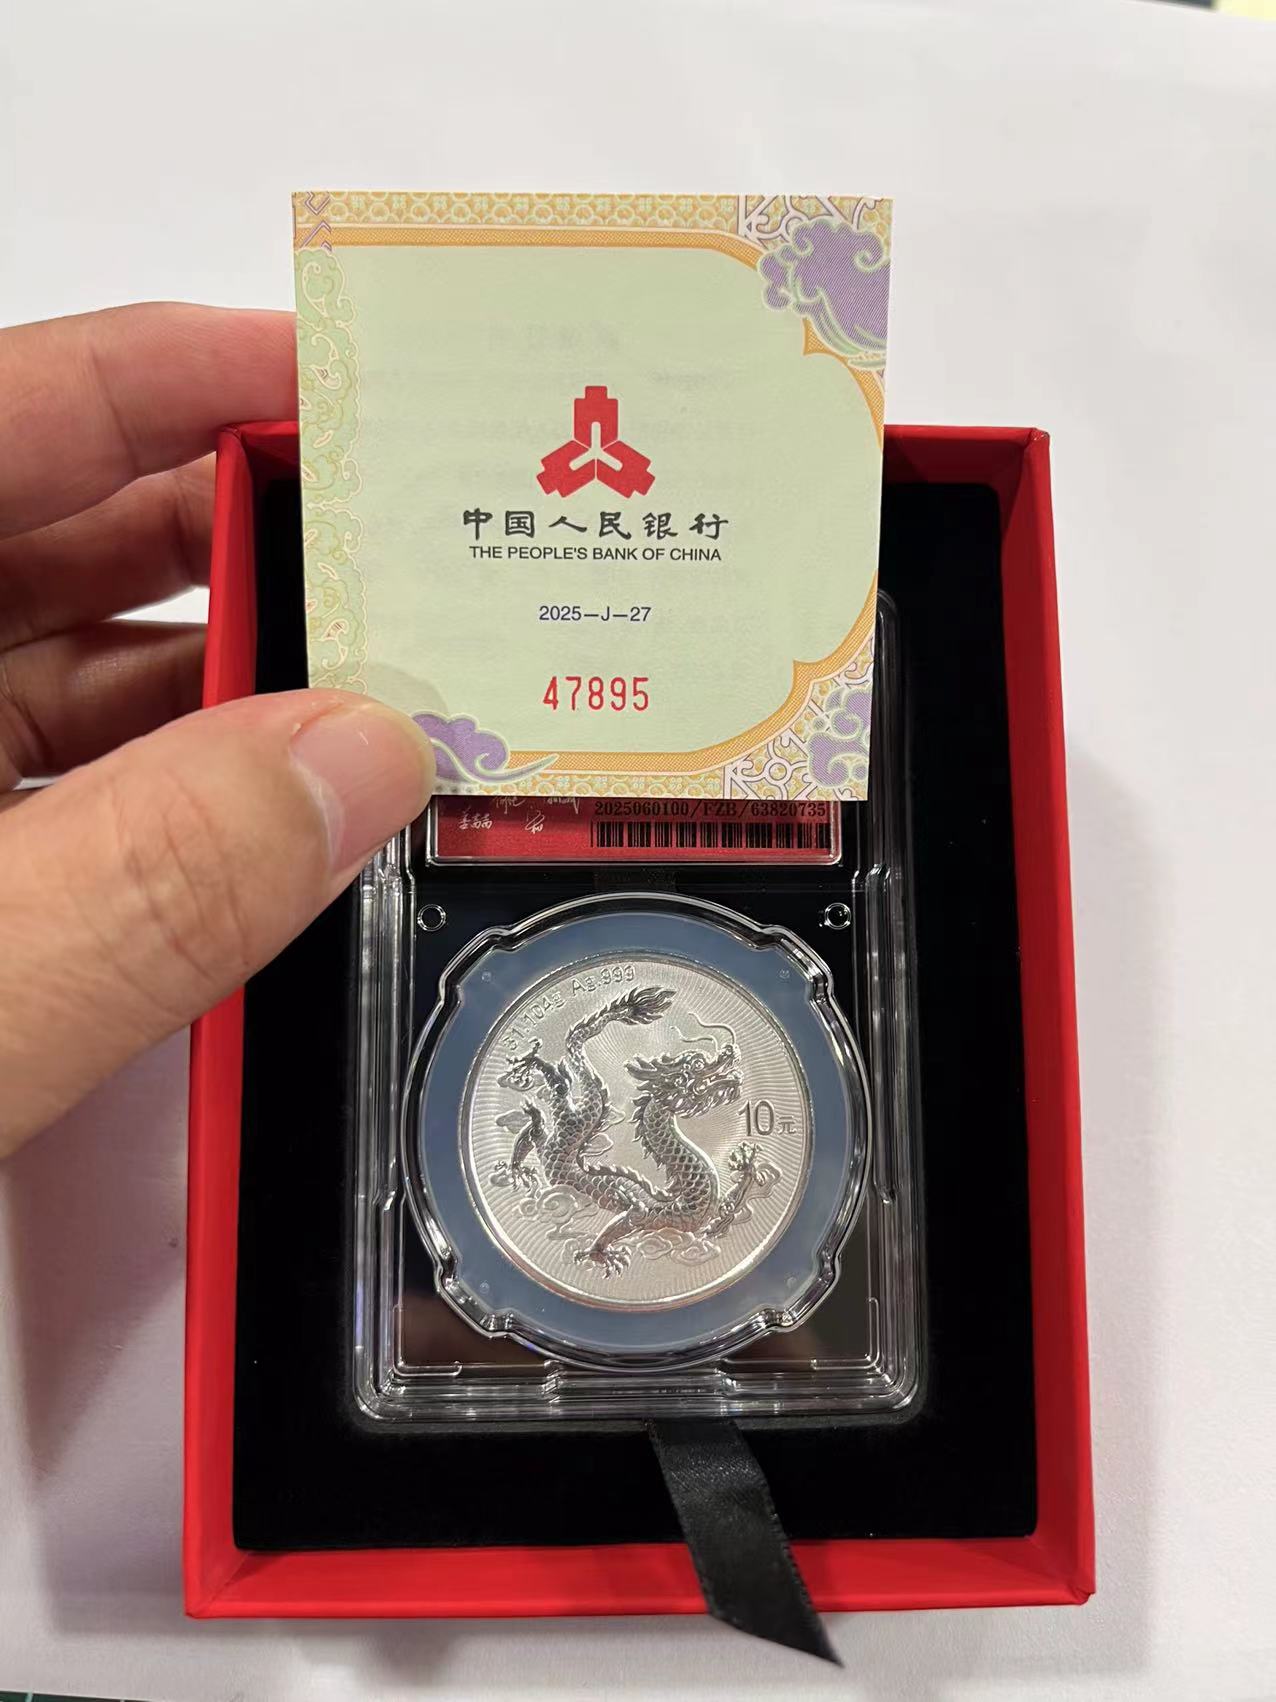 中国人民银行
THE PEOPLE'S BANK OF CHINA
2025—J—27
47895
2025060100/FZB/63820735
31.104g Ag.999
10元